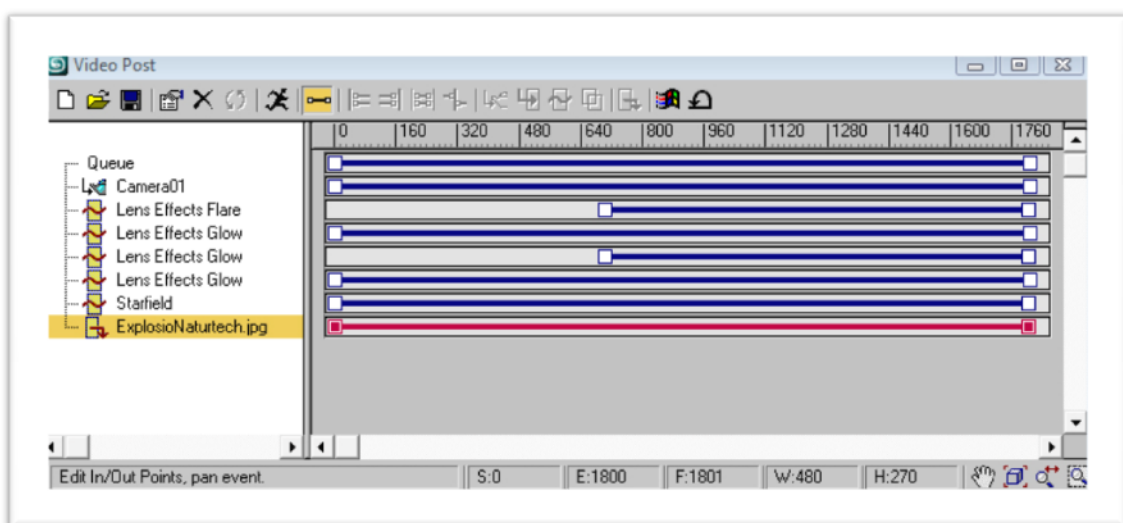 Video Post
0 160 320 480 640 800 960 1120 1280 1440 1600 1760
Queue
Camera01
Lens Effects Flare
Lens Effects Glow
Lens Effects Glow
Lens Effects Glow
Starfield
ExplosioNaturtech.jpg
Edit In/Out Points, pan event. S:0 E:1800 F:1801 W:480 H:270